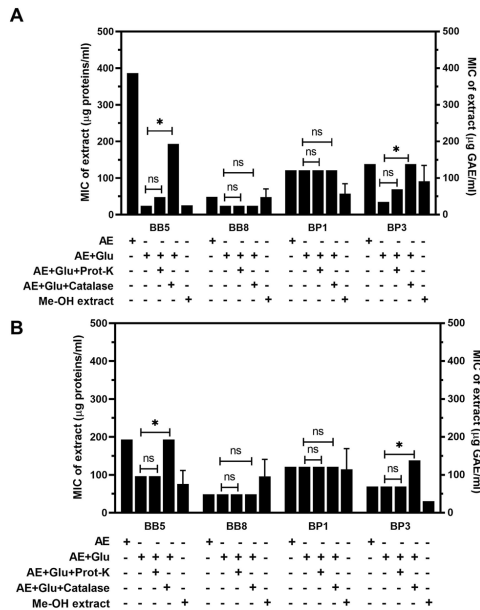 A
MIC of extract (µg proteins/ml)
MIC of extract (µg GAE/ml)
500 500
400 400
300 300
200 200
100 100
0 0
* ns
ns ns
ns ns
* ns
BB5 BB8 BP1 BP3
AE + - - - - + - - - - + - - - - + - - - -
AE+Glu - + + + - - + + + - - + + + - - + + + -
AE+Glu+Prot-K - - + - - - - + - - - - + - - - - + - -
AE+Glu+Catalase - - - + - - - - + - - - - + - - - - + -
Me-OH extract - - - - + - - - - + - - - - + - - - - +
B
MIC of extract (µg proteins/ml)
MIC of extract (µg GAE/ml)
500 500
400 400
300 300
200 200
100 100
0 0
* ns
ns ns
ns ns
* ns
BB5 BB8 BP1 BP3
AE + - - - - + - - - - + - - - - + - - - -
AE+Glu - + + + - - + + + - - + + + - - + + + -
AE+Glu+Prot-K - - + - - - - + - - - - + - - - - + - -
AE+Glu+Catalase - - - + - - - - + - - - - + - - - - + -
Me-OH extract - - - - + - - - - + - - - - + - - - - +